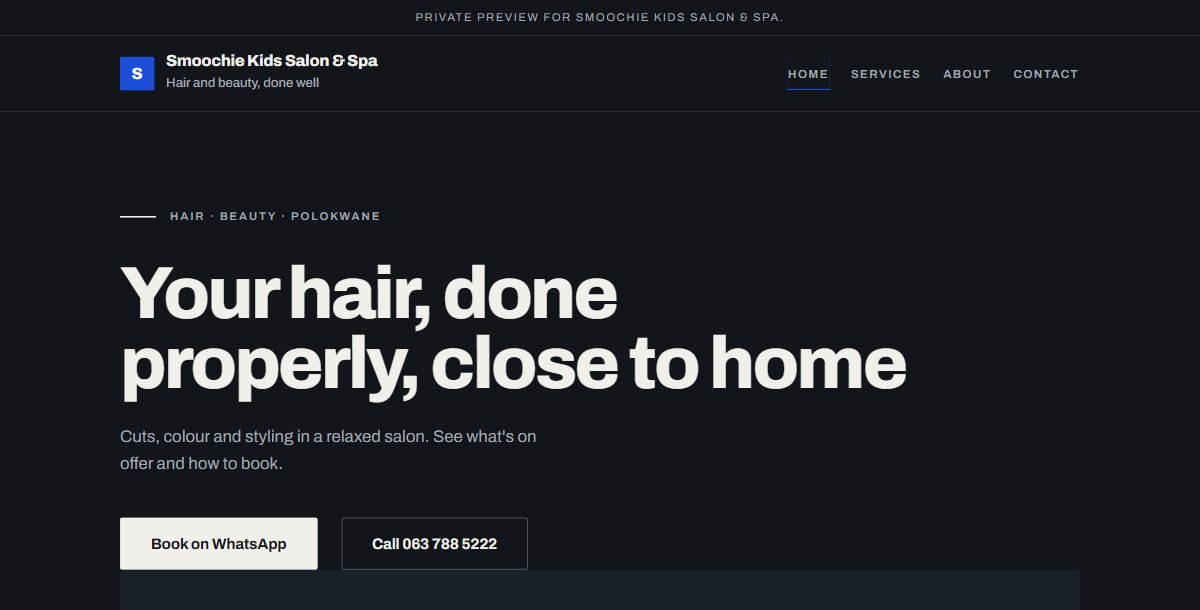 PRIVATE PREVIEW FOR SMOOCHIE KIDS SALON & SPA.
S
Smoochie Kids Salon & Spa
Hair and beauty, done well
HOME
SERVICES
ABOUT
CONTACT
HAIR · BEAUTY · POLOKWANE
Your hair, done
properly, close to home
Cuts, colour and styling in a relaxed salon. See what's on
offer and how to book.
Book on WhatsApp
Call 063 788 5222